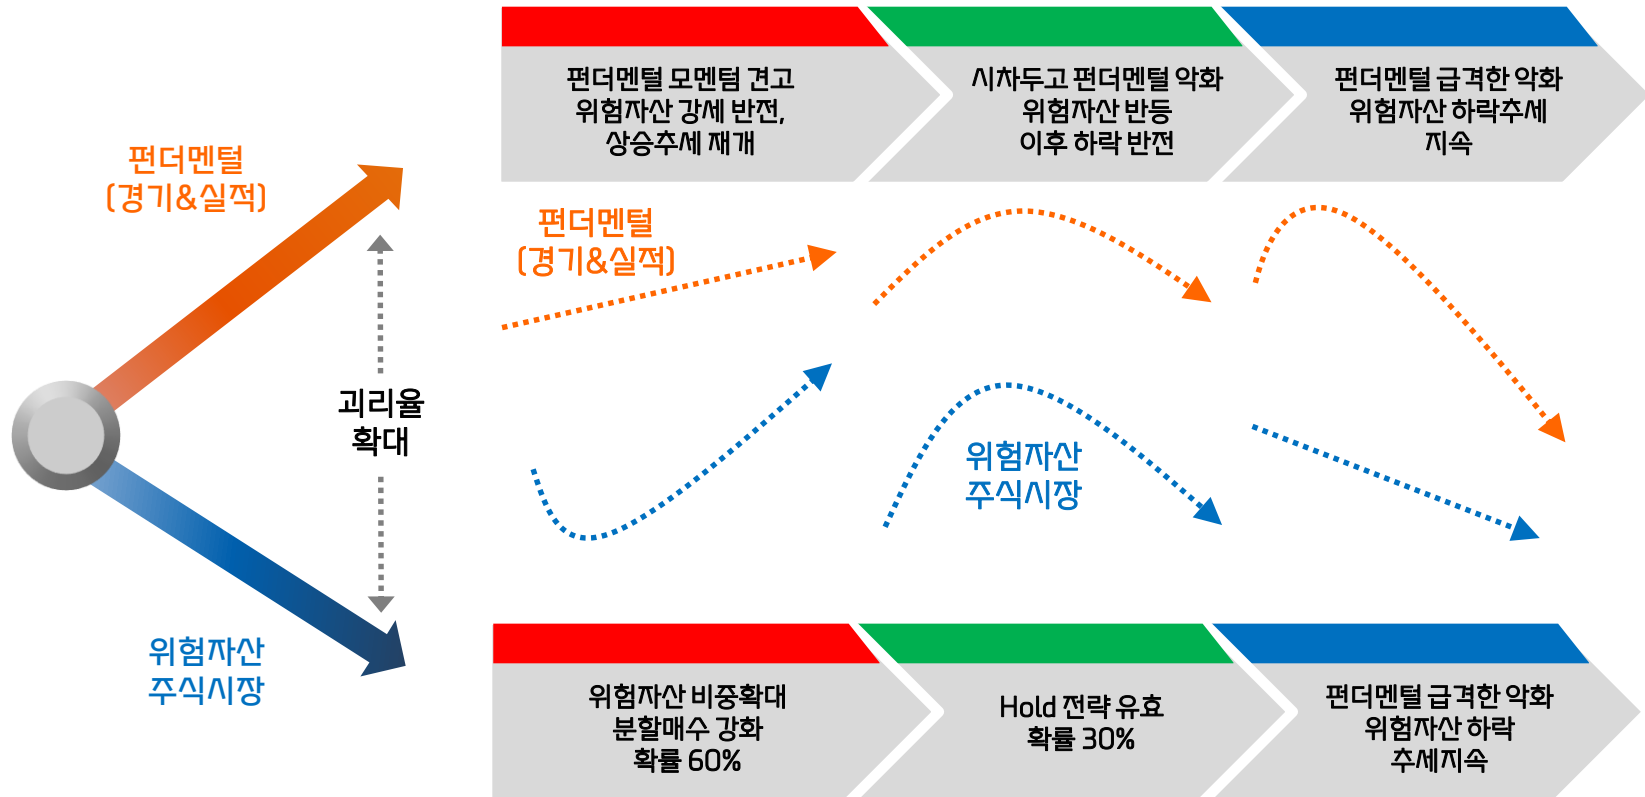 펀더멘털
(경기&실적)
괴리율
확대
위험자산
주식시장
펀더멘털 모멘텀 견고
위험자산 강세 반전,
상승추세 재개
시차두고 펀더멘털 악화
위험자산 반등
이후 하락 반전
펀더멘털 급격한 악화
위험자산 하락추세
지속
펀더멘털
(경기&실적)
위험자산
주식시장
위험자산 비중확대
분할매수 강화
확률 60%
Hold 전략 유효
확률 30%
펀더멘털 급격한 악화
위험자산 하락
추세지속